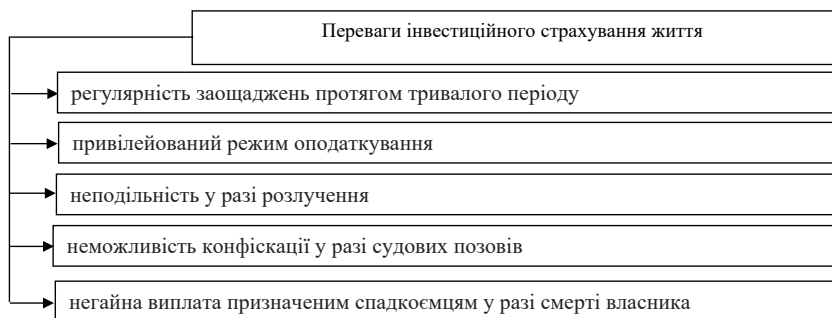 Переваги інвестиційного страхування життя
регулярність заощаджень протягом тривалого періоду
привілейований режим оподаткування
неподільність у разі розлучення
неможливість конфіскації у разі судових позовів
негайна виплата призначеним спадкоємцям у разі смерті власника